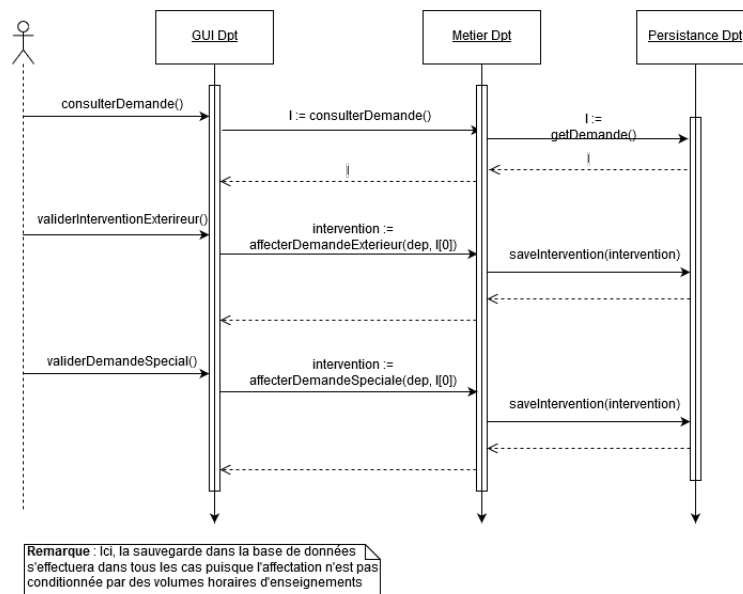 GUI Dpt
Metier Dpt
Persistance Dpt
consulterDemande()
l := consulterDemande()
l :=
getDemande()
l
l
validerInterventionExterireur()
intervention :=
affecterDemandeExterieur(dep, l[0])
saveIntervention(intervention)
validerDemandeSpecial()
intervention :=
affecterDemandeSpeciale(dep, l[0])
saveIntervention(intervention)
Remarque : Ici, la sauvegarde dans la base de données
s'effectuera dans tous les cas puisque l'affectation n'est pas
conditionnée par des volumes horaires d'enseignements